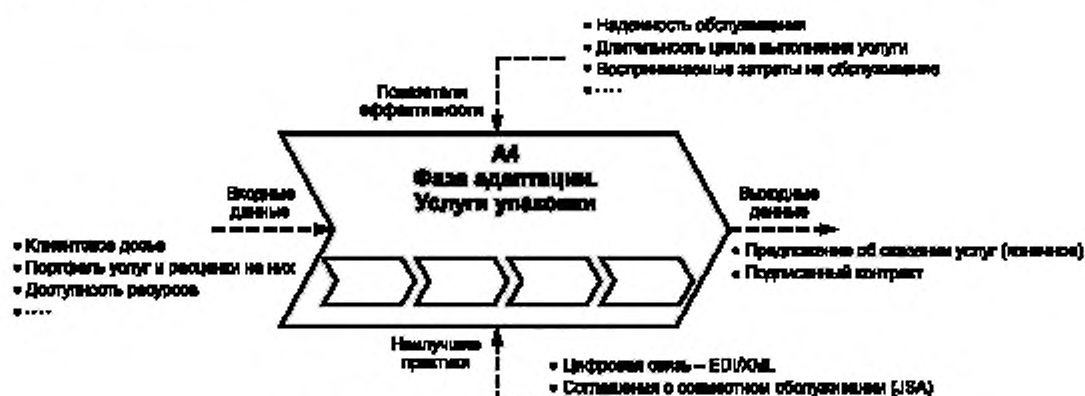 • Надежность обслуживания
• Длительность цикла выполнения услуги
• Воспринимаемые затраты на обслуживание
• ----
Показатели
эффективности
А4
Фаза адаптации.
Услуги упаковки
Входные
данные
Выходные
данные
• Клиентское досье
• Портфель услуг и расценки на них
• Доступность ресурсов
• ----
• Предложение об оказании услуг (конечное)
• Подписанный контракт
Наилучшие
практики
• Цифровая связь – EDI/XML
• Соглашения о совместном обслуживании (JSA)